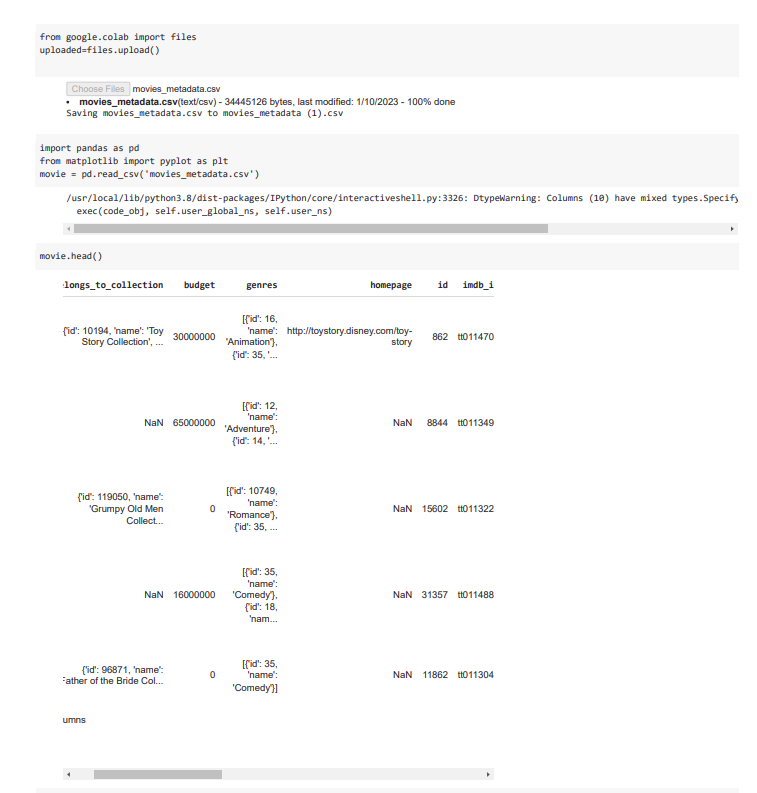 from google.colab import files
uploaded=files.upload()
Choose Files movies_metadata.csv
• movies_metadata.csv(text/csv) - 34445126 bytes, last modified: 1/10/2023 - 100% done
Saving movies_metadata.csv to movies_metadata (1).csv
import pandas as pd
from matplotlib import pyplot as plt
movie = pd.read_csv('movies_metadata.csv')
/usr/local/lib/python3.8/dist-packages/IPython/core/interactiveshell.py:3326: DtypeWarning: Columns (10) have mixed types.Specify
exec(code_obj, self.user_global_ns, self.user_ns)
movie.head()
longs_to_collection budget genres homepage id imdb_i
[{'id': 16,
{'id': 10194, 'name': 'Toy 30000000 'name': http://toystory.disney.com/toy- 862 tt011470
Story Collection', ... 'Animation'}, story
{'id': 35, '...
[{'id': 12,
NaN 65000000 'name': NaN 8844 tt011349
'Adventure'},
{'id': 14, '...
[{'id': 10749,
{'id': 119050, 'name': 'name':
'Grumpy Old Men 0 'Romance'}, NaN 15602 tt011322
Collect... {'id': 35, ...
[{'id': 35,
'name':
NaN 16000000 'Comedy'}, NaN 31357 tt011488
{'id': 18,
'nam...
{'id': 96871, 'name': [{'id': 35,
Father of the Bride Col... 0 'name': NaN 11862 tt011304
'Comedy'}]
umns